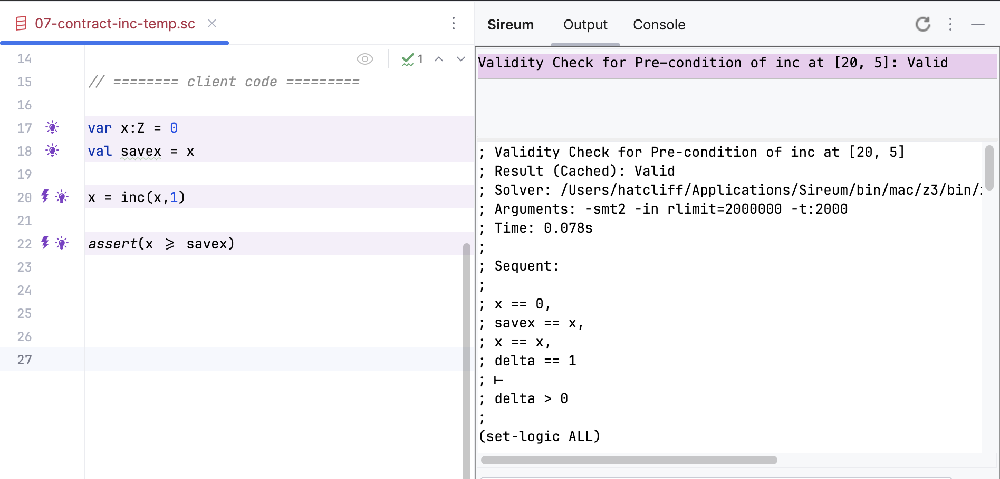 07-contract-inc-temp.sc
Sireum Output Console
14
1
15 // ======== client code =========
16
17 var x:Z = 0
18 val savex = x
19
20 x = inc(x,1)
21
22 assert(x ⩾ savex)
23
24
25
26
27
Validity Check for Pre-condition of inc at [20, 5]: Valid
; Validity Check for Pre-condition of inc at [20, 5]
; Result (Cached): Valid
; Solver: /Users/hatcliff/Applications/Sireum/bin/mac/z3/bin/
; Arguments: -smt2 -in rlimit=2000000 -t:2000
; Time: 0.078s
;
; Sequent:
;
; x == 0,
; savex == x,
; x == x,
; delta == 1
; ⊢
; delta > 0
;
(set-logic ALL)